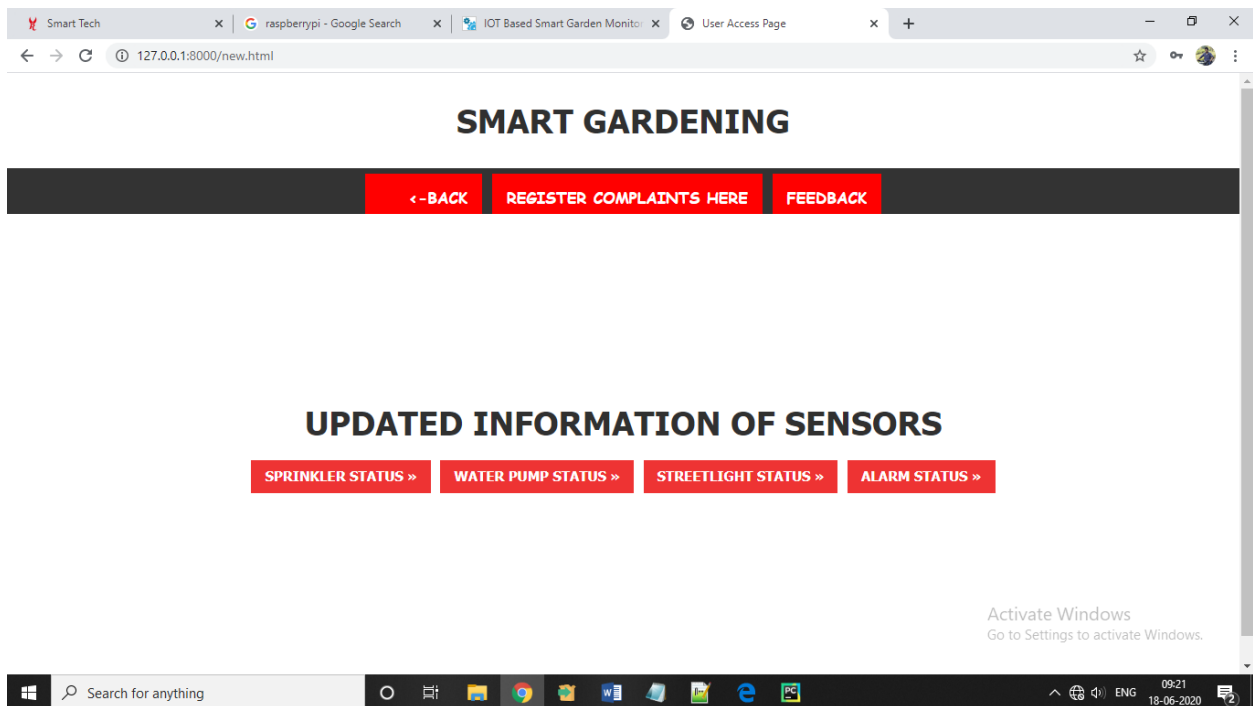 Smart Tech
raspberrypi - Google Search
IOT Based Smart Garden Monitor
User Access Page
127.0.0.1:8000/new.html
SMART GARDENING
<-BACK REGISTER COMPLAINTS HERE FEEDBACK
UPDATED INFORMATION OF SENSORS
SPRINKLER STATUS » WATER PUMP STATUS » STREETLIGHT STATUS » ALARM STATUS »
Activate Windows
Go to Settings to activate Windows.
Search for anything
ENG
09:21
18-06-2020
2